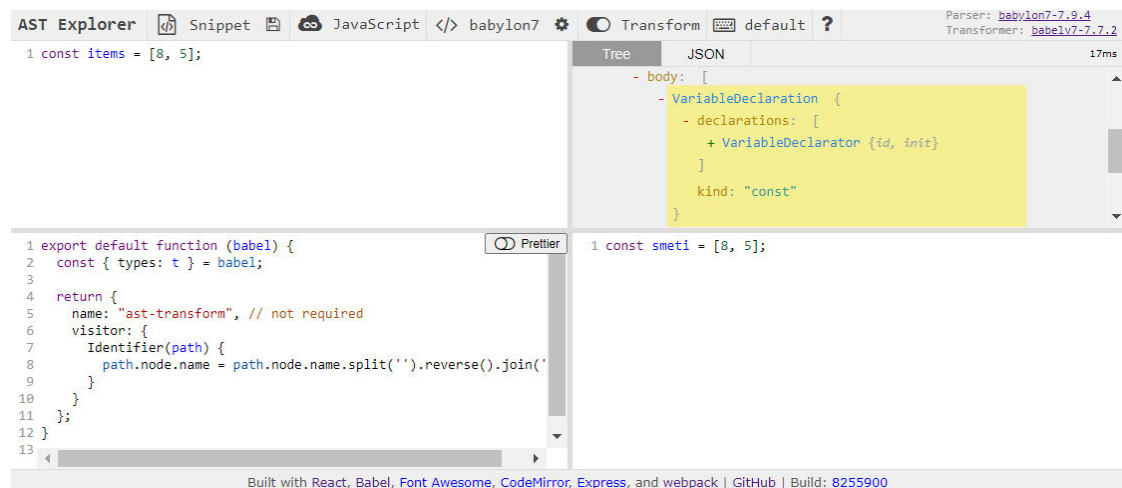 AST Explorer Snippet JavaScript </> babylon7 Transform default ?
Parser: babylon7-7.9.4
Transformer: babelv7-7.7.2
1 const items = [8, 5];
Tree JSON 17ms
- body: [
- VariableDeclaration {
- declarations: [
+ VariableDeclarator {id, init}
]
kind: "const"
}
Prettier
1 export default function (babel) {
2 const { types: t } = babel;
3
4 return {
5 name: "ast-transform", // not required
6 visitor: {
7 Identifier(path) {
8 path.node.name = path.node.name.split('').reverse().join('
9 }
10 }
11 };
12 }
13
1 const smeti = [8, 5];
Built with React, Babel, Font Awesome, CodeMirror, Express, and webpack | GitHub | Build: 8255900